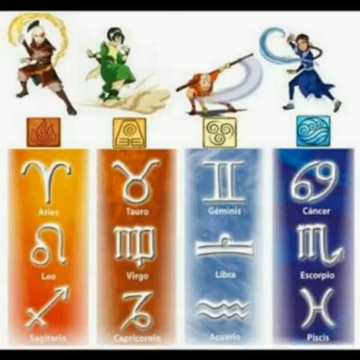 Aries
Tauro
Géminis
Cáncer
Leo
Virgo
Libra
Escorpio
Sagitario
Capricornio
Acuario
Piscis